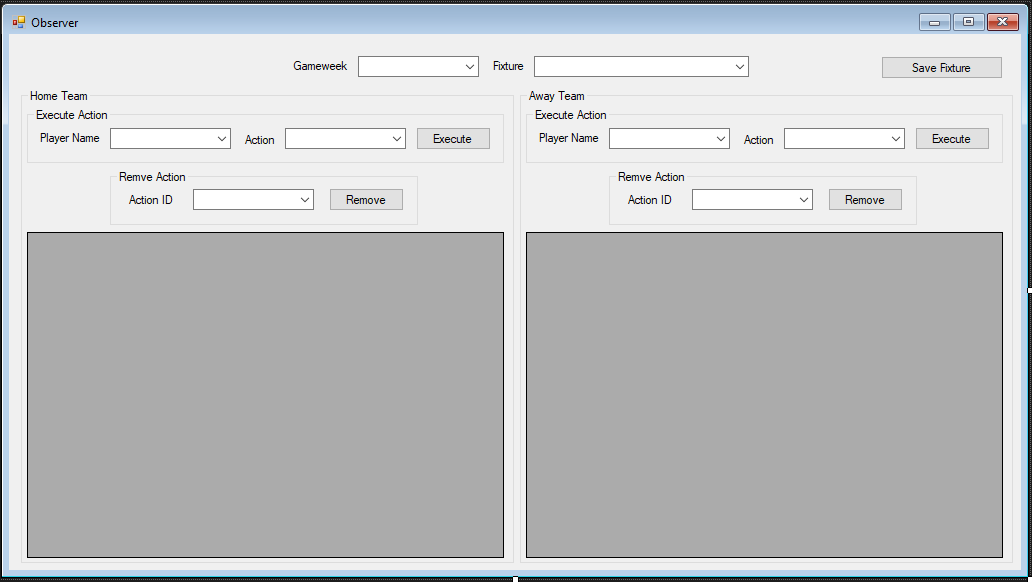 Observer
Gameweek Fixture Save Fixture
Home Team
Execute Action
Player Name Action Execute
Remve Action
Action ID Remove
Away Team
Execute Action
Player Name Action Execute
Remve Action
Action ID Remove